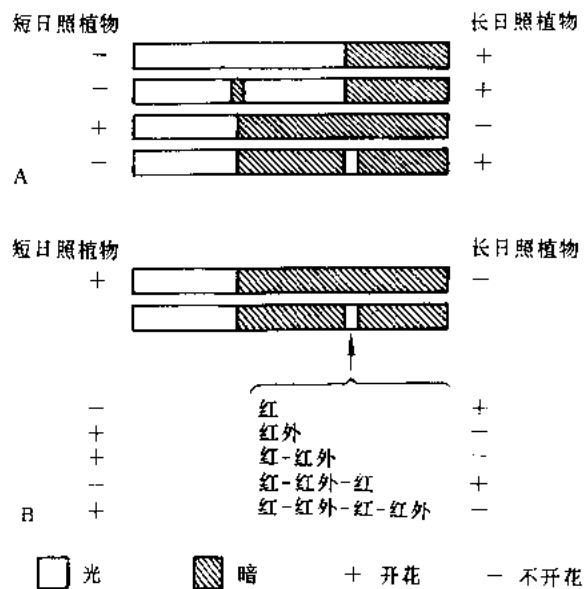 短日照植物 长日照植物
− +
− +
+ −
− +
A
短日照植物 长日照植物
+ −
− 红 +
+ 红外 −
+ 红-红外 −
− 红-红外-红 +
+ 红-红外-红-红外 −
B
光 暗 + 开花 − 不开花